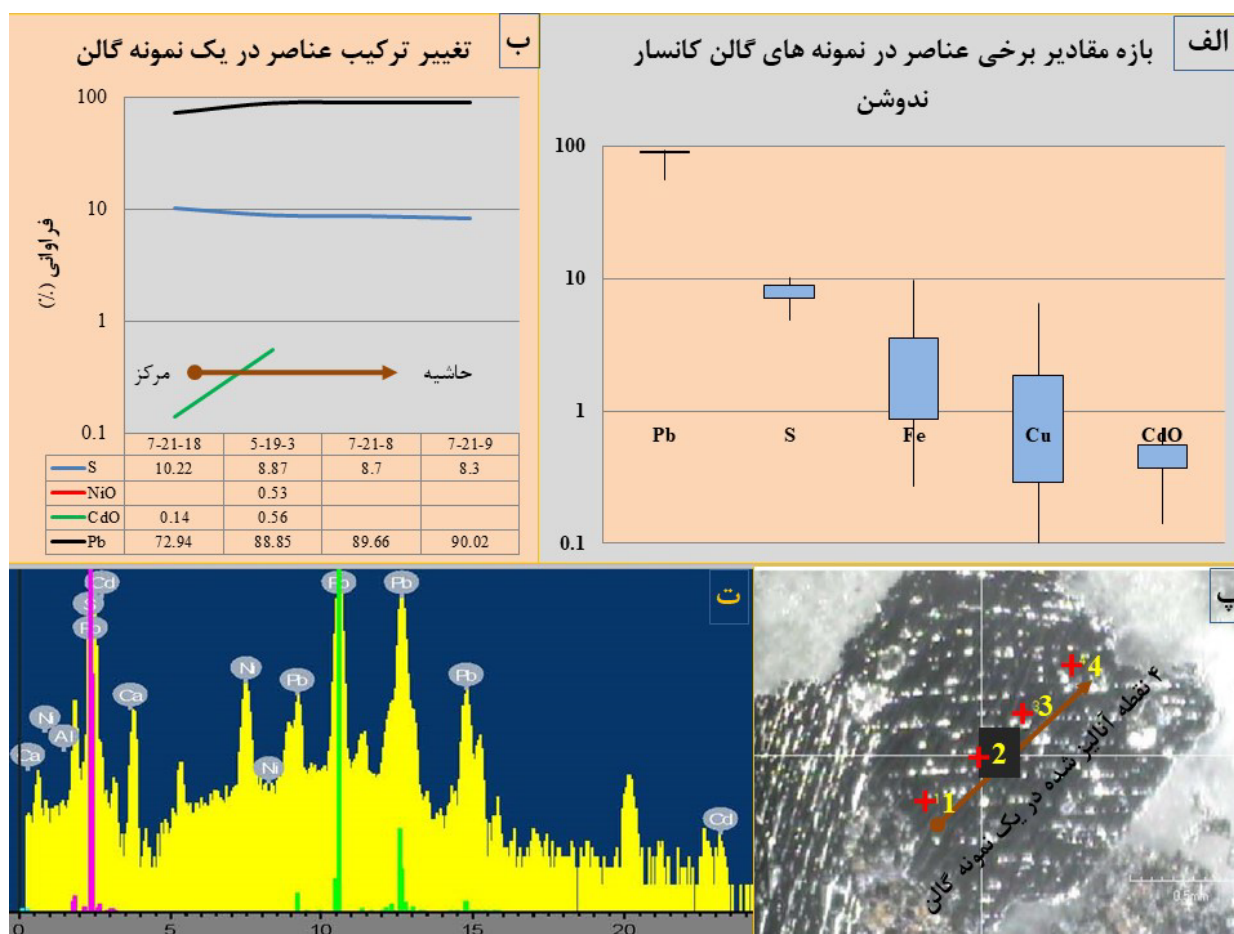 الف
بازه مقادیر برخی عناصر در نمونه های گالن کانسار
ندوشن
100
10
1
0.1
Pb S Fe Cu CdO
ب
تغییر ترکیب عناصر در یک نمونه گالن
فراوانی (٪)
100
10
1
0.1
مرکز
حاشیه
7-21-18 5-19-3 7-21-8 7-21-9
S 10.22 8.87 8.7 8.3
NiO 0.53
CdO 0.14 0.56
Pb 72.94 88.85 89.66 90.02
پ
1
2
3
4
۴ نقطه آنالیز شده در یک نمونه گالن
0.5mm
ت
Ca
Ni
Al
Pb
S
Cd
Ca
Ni
Ni
Pb
Pb
Pb
Pb
Cd
0 5 10 15 20